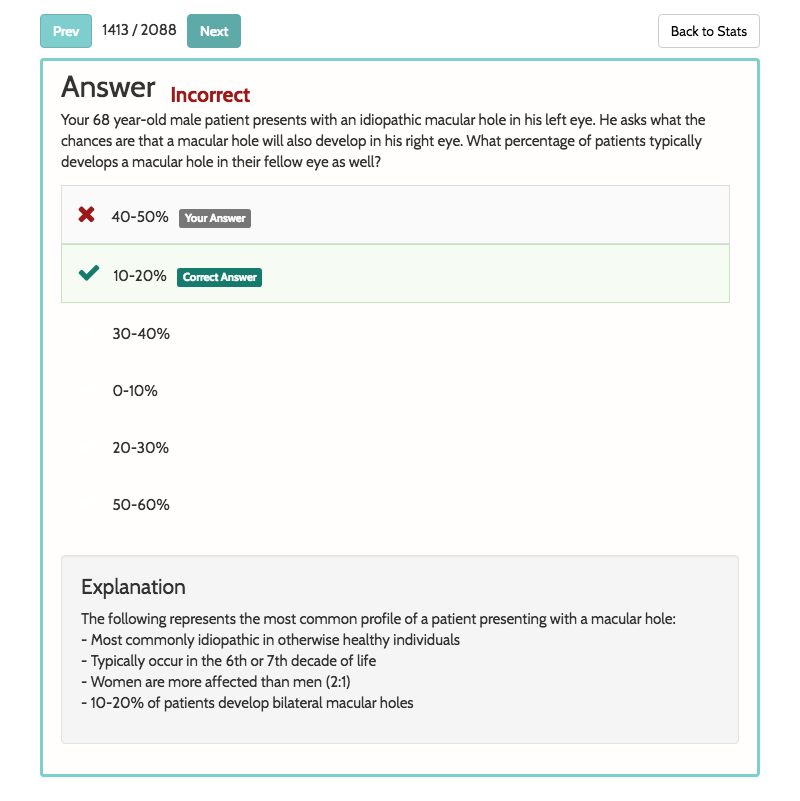 Prev 1413 / 2088 Next Back to Stats
Answer Incorrect
Your 68 year-old male patient presents with an idiopathic macular hole in his left eye. He asks what the
chances are that a macular hole will also develop in his right eye. What percentage of patients typically
develops a macular hole in their fellow eye as well?
40-50% Your Answer
10-20% Correct Answer
30-40%
0-10%
20-30%
50-60%
Explanation
The following represents the most common profile of a patient presenting with a macular hole:
- Most commonly idiopathic in otherwise healthy individuals
- Typically occur in the 6th or 7th decade of life
- Women are more affected than men (2:1)
- 10-20% of patients develop bilateral macular holes